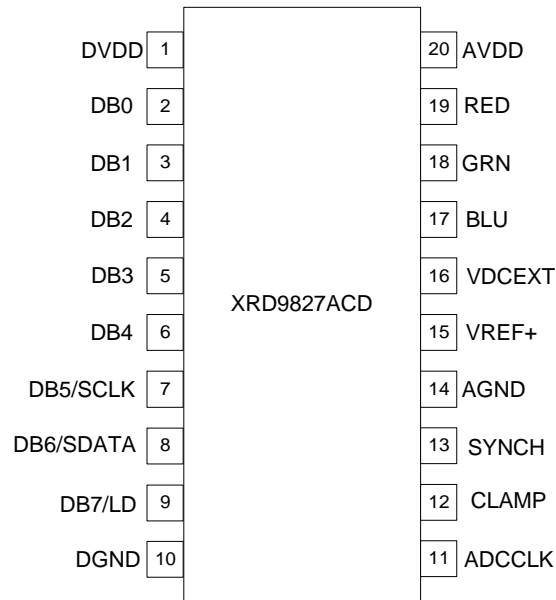 DVDD 1 20 AVDD
DB0 2 19 RED
DB1 3 18 GRN
DB2 4 17 BLU
DB3 5 16 VDCEXT
XRD9827ACD
DB4 6 15 VREF+
DB5/SCLK 7 14 AGND
DB6/SDATA 8 13 SYNCH
DB7/LD 9 12 CLAMP
DGND 10 11 ADCCLK